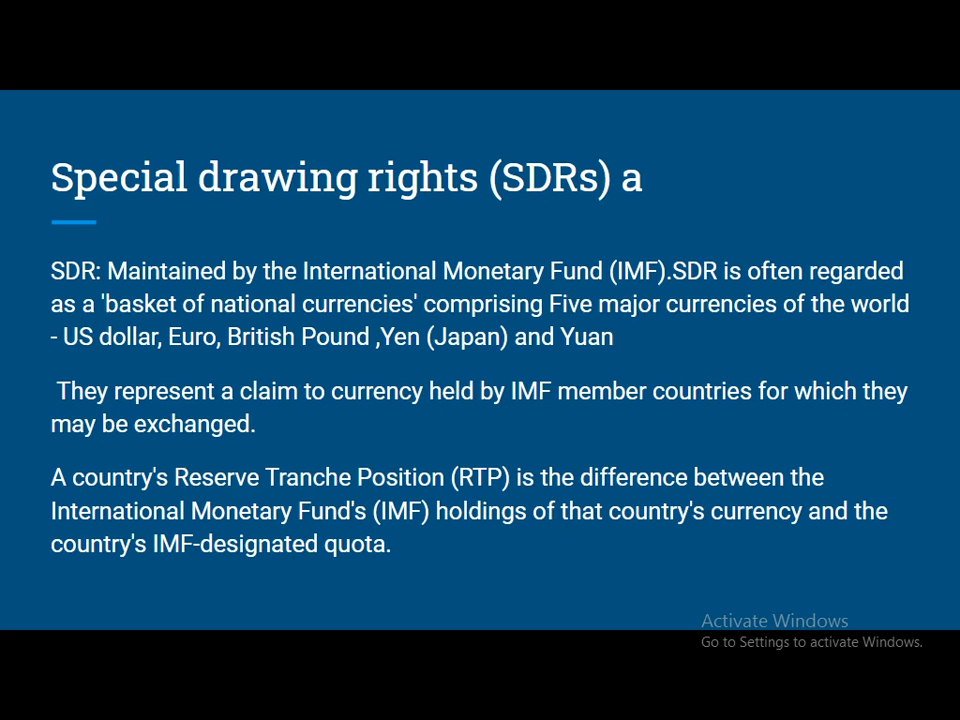 Special drawing rights (SDRs) a
SDR: Maintained by the International Monetary Fund (IMF).SDR is often regarded
as a 'basket of national currencies' comprising Five major currencies of the world
- US dollar, Euro, British Pound ,Yen (Japan) and Yuan
They represent a claim to currency held by IMF member countries for which they
may be exchanged.
A country's Reserve Tranche Position (RTP) is the difference between the
International Monetary Fund's (IMF) holdings of that country's currency and the
country's IMF-designated quota.
Activate Windows
Go to Settings to activate Windows.